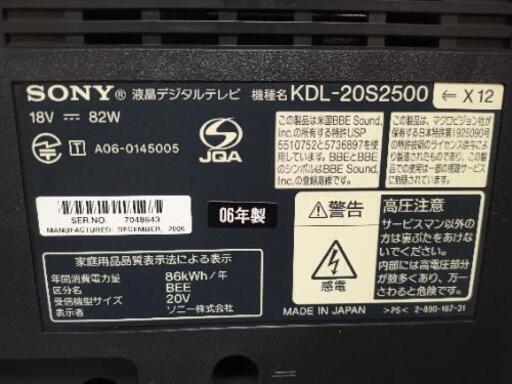 SONY® 液晶デジタルテレビ 機種名 KDL-20S2500 ⇐ X12
18V ⎓ 82W
T A06-0145005
S JQA
この製品は米国BBE Sound,
Inc.の所有する特許USP
5510752と5736897を使
用しています。BBEとBBE
のシンボルはBBE Sound,
Inc.の登録商標です。
この製品は、マクロビジョン社が
保有する日本特許第1925090号
の特許技術のライセンス許与に
SER.NO. 7048643
MANUFACTURED: DECEMBER, 2006
06年製
家庭用品品質表示法による表示
年間消費電力量 86kWh/年
区分名 BEE
受信機型サイズ 20V
表示者 ソニー株式会社
警告
感電
高圧注意
サービスマン以外の
方は裏ぶたをあけな
いでください。
内部には高電圧部分
が数多くあり、万一
さわると危険です。
MADE IN JAPAN >PS< 2-890-187-31